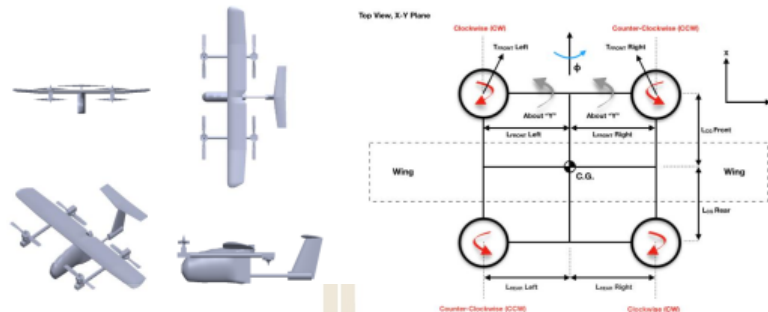 Top View, X-Y Plane
Clockwise (CW)
Counter-Clockwise (CCW)
TFRONT Left
TFRONT Right
x
ϕ
About "Y"
About "Y"
LFRONT Left
LFRONT Right
LCG Front
Wing
Wing
C.G.
LCG Rear
LREAR Left
LREAR Right
Counter-Clockwise (CCW)
Clockwise (CW)